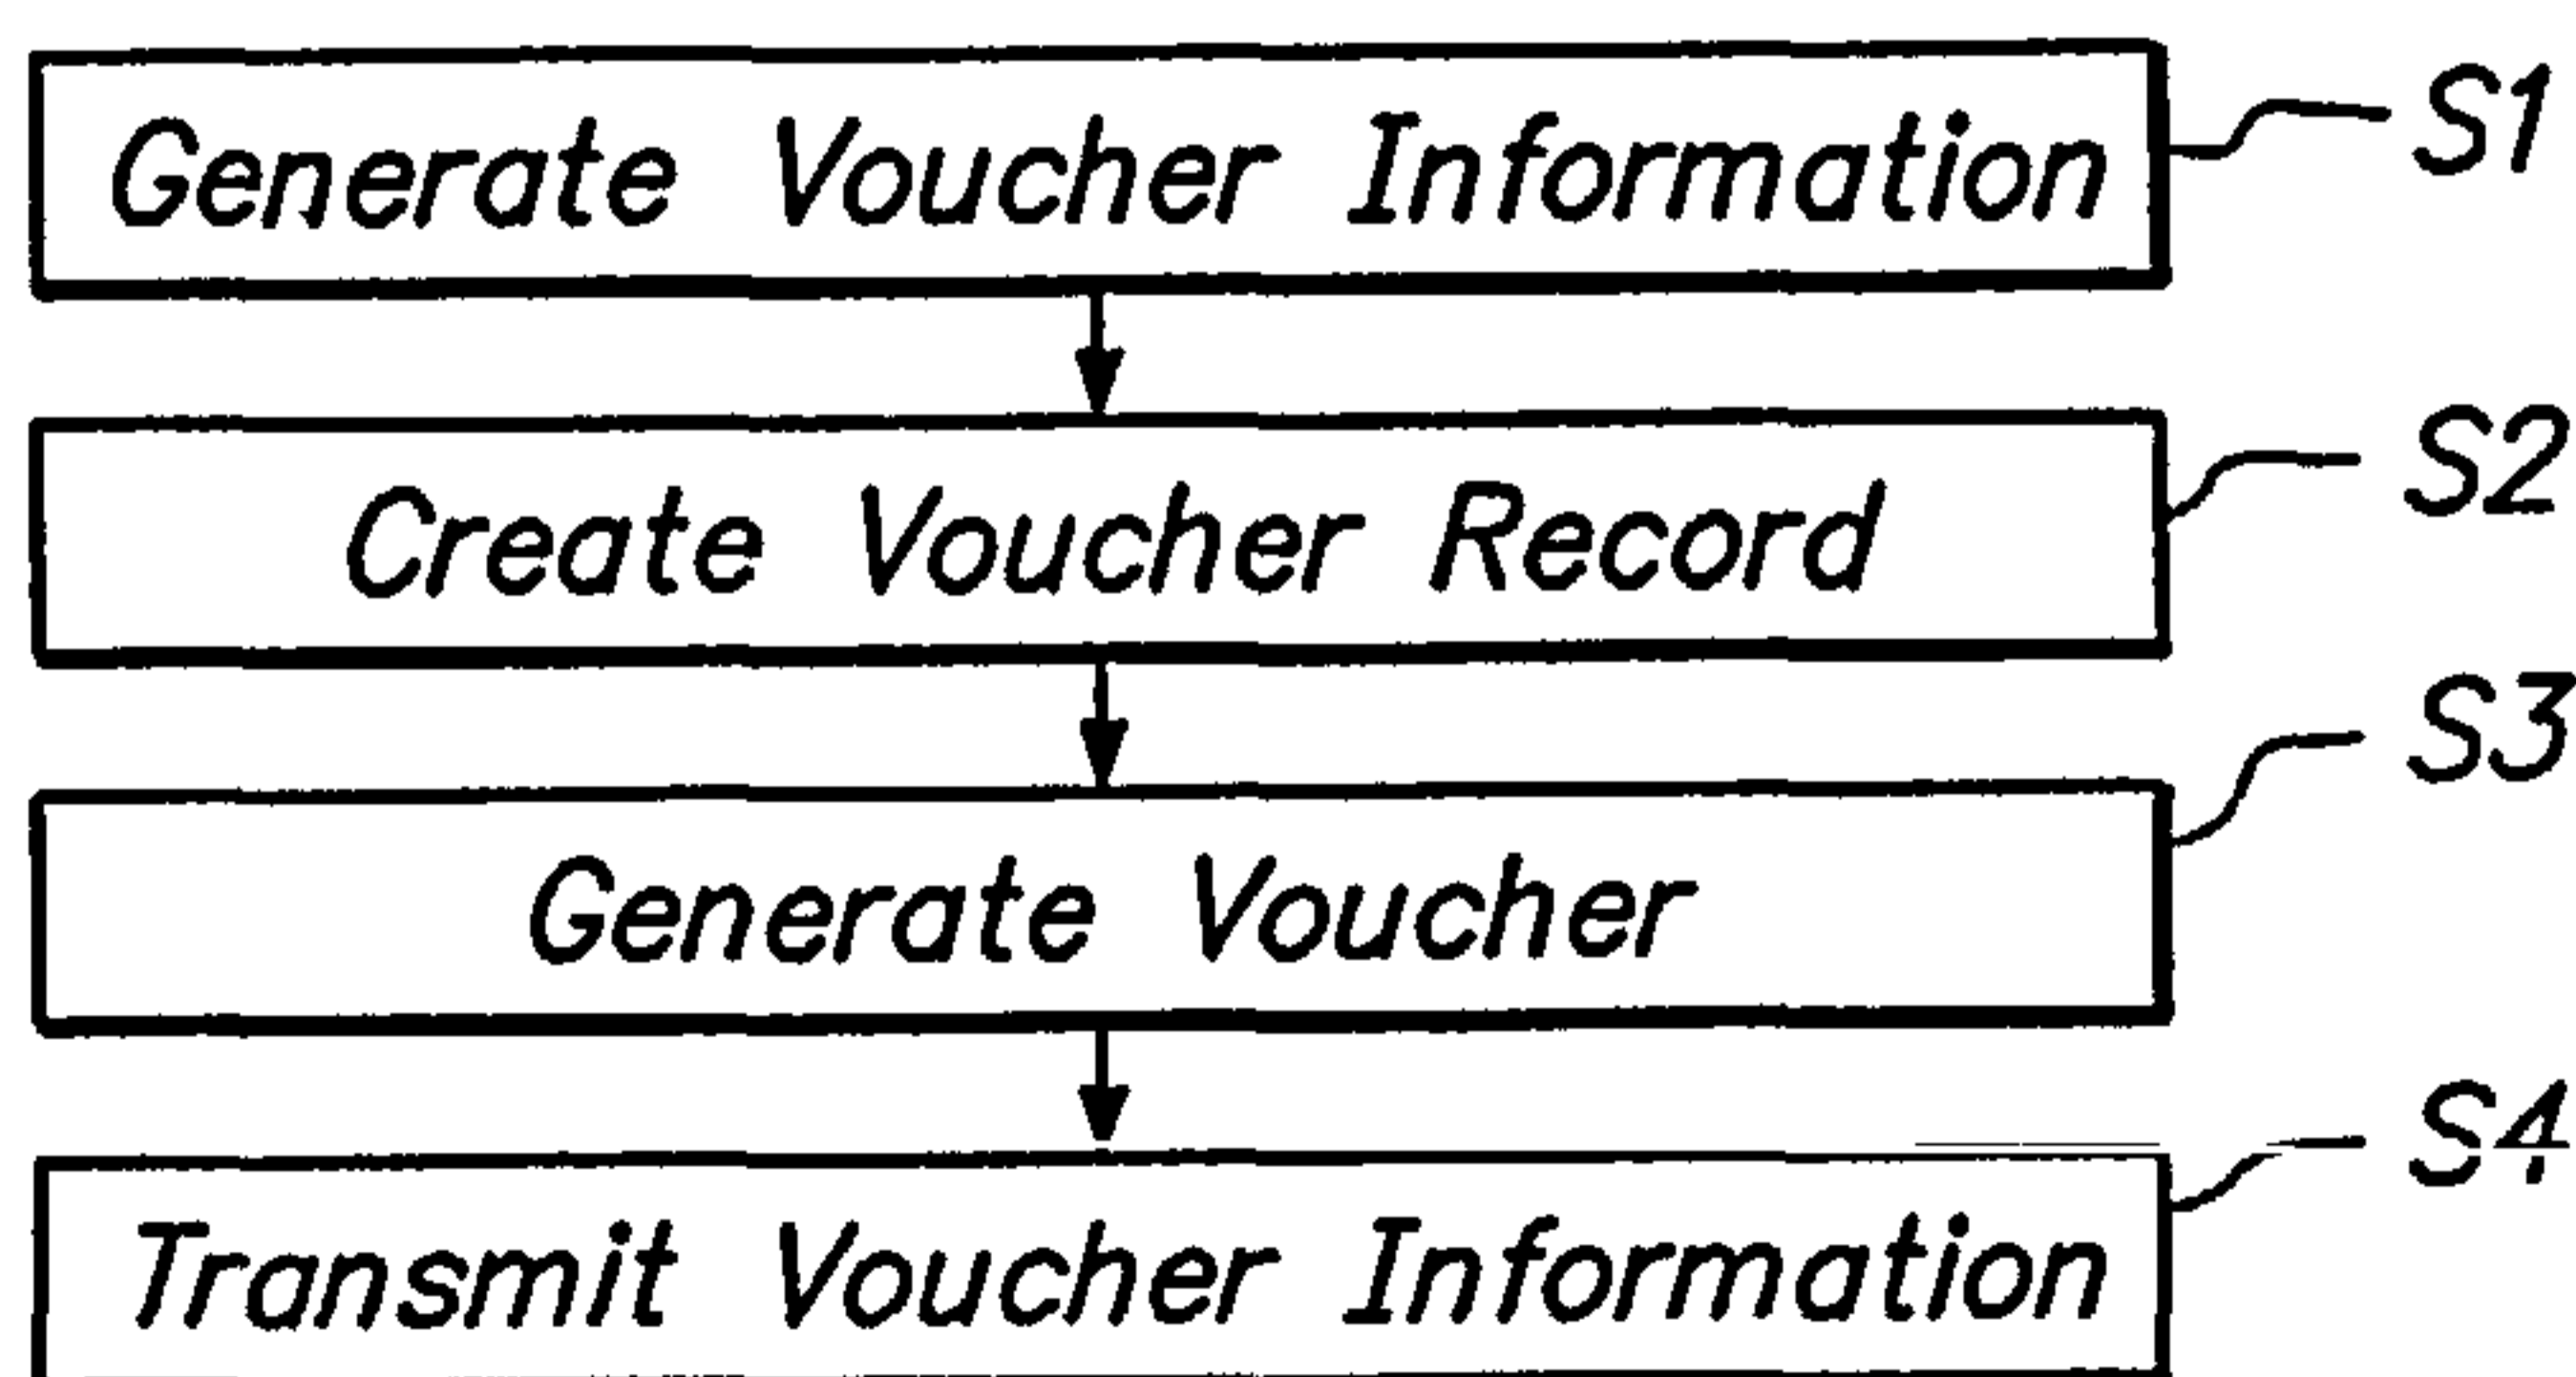 Generate Voucher Information
S1
Create Voucher Record
S2
Generate Voucher
S3
Transmit Voucher Information
S4